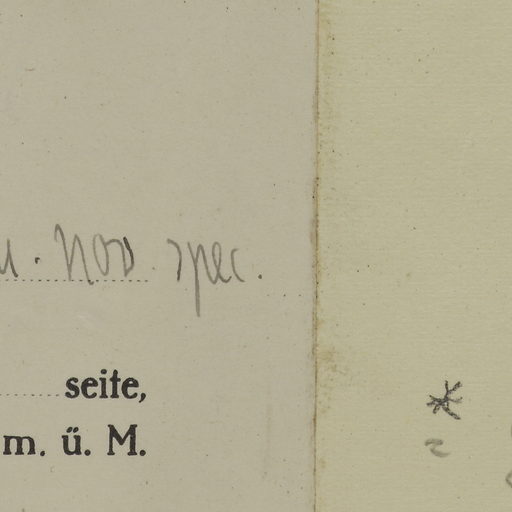 . Nov spec.
seite,
m. ü. M.
*